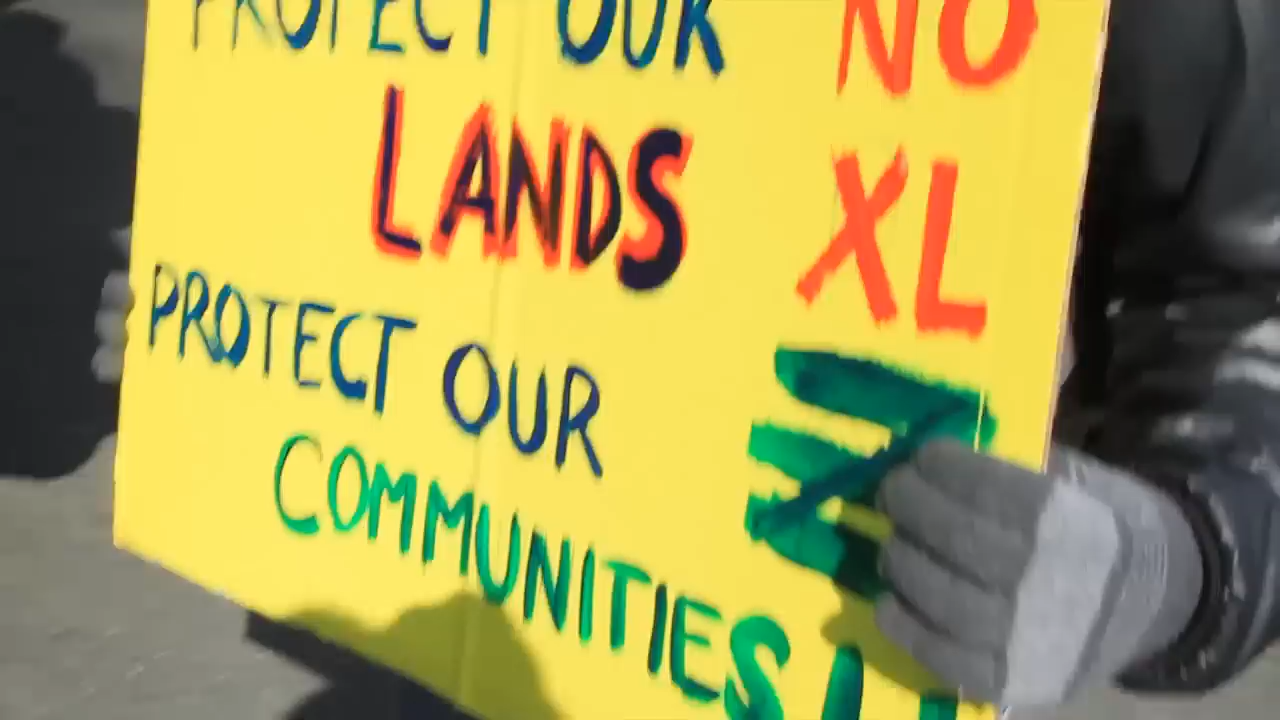 PROTECT OUR
LANDS
PROTECT OUR
COMMUNITIES!!
NO
XL